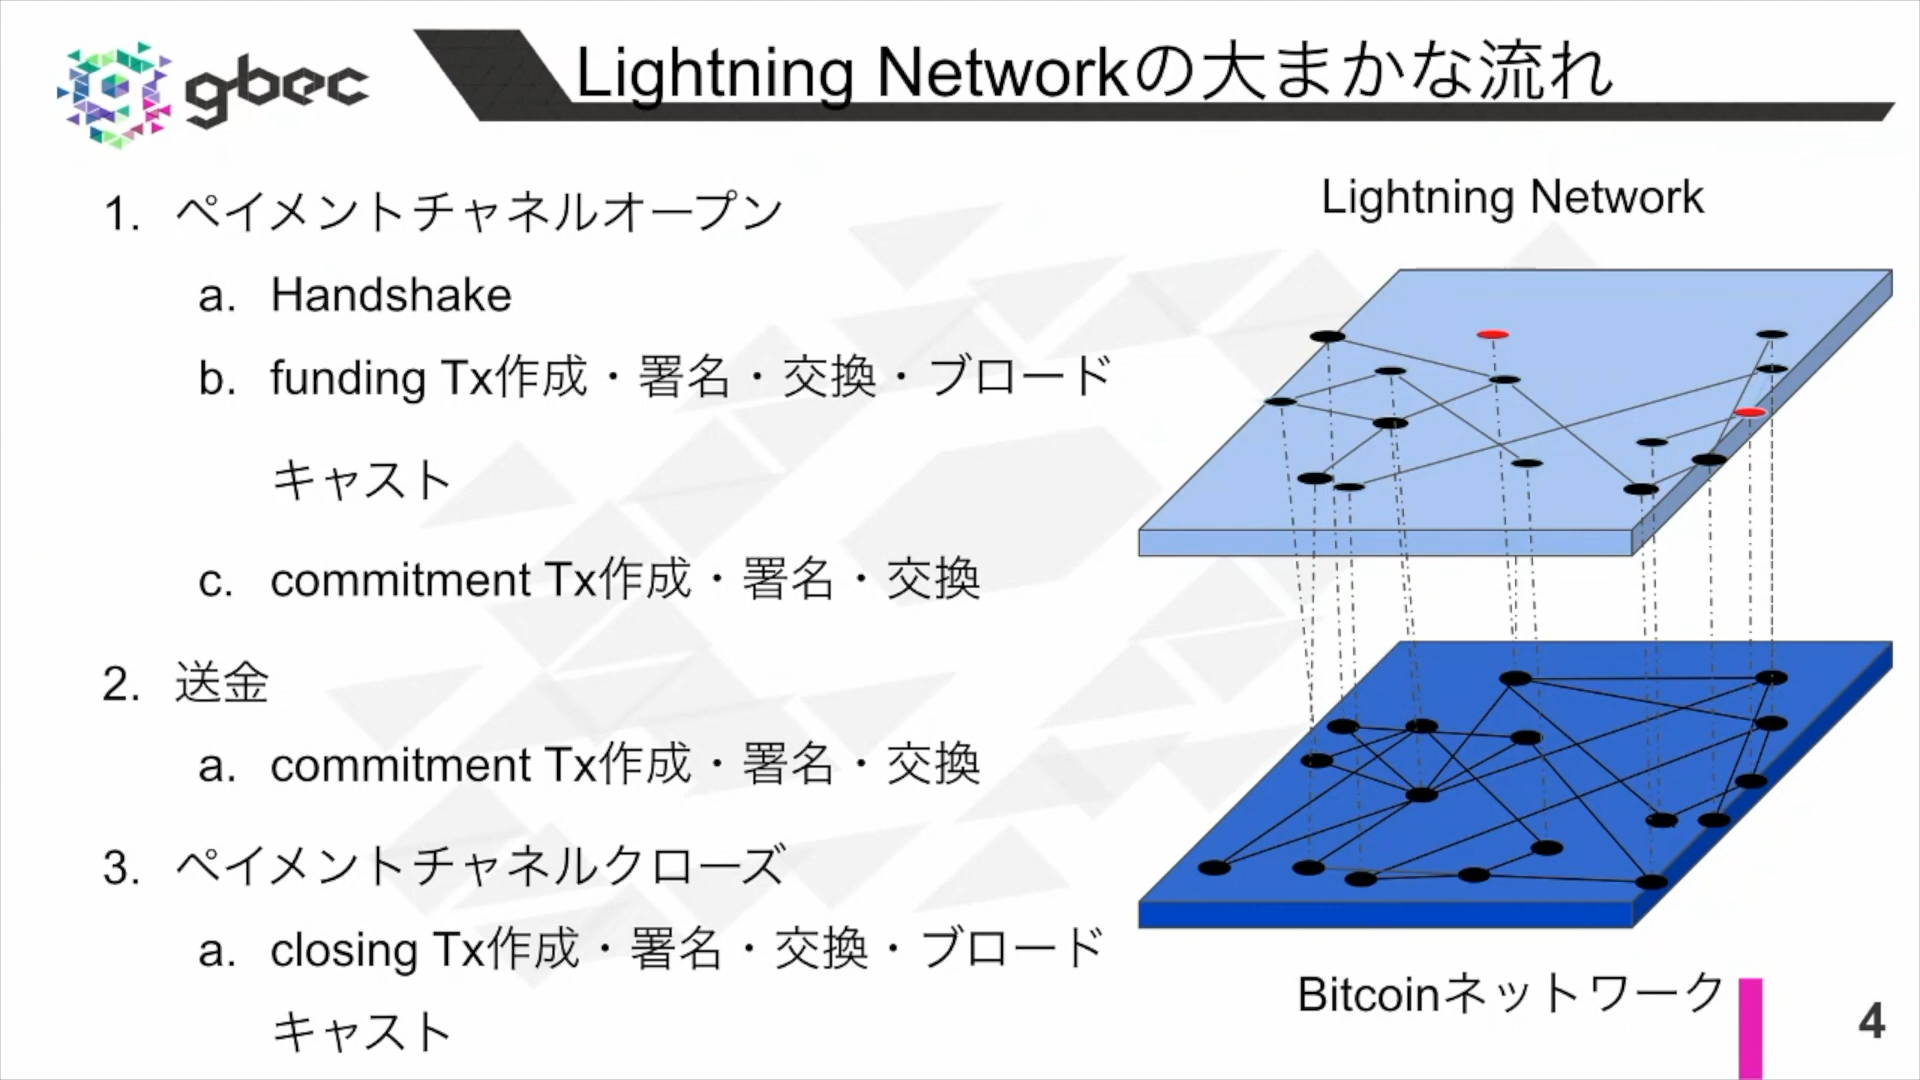 gbec
Lightning Networkの大まかな流れ
1. ペイメントチャネルオープン
a. Handshake
b. funding Tx作成・署名・交換・ブロード
キャスト
c. commitment Tx作成・署名・交換
2. 送金
a. commitment Tx作成・署名・交換
3. ペイメントチャネルクローズ
a. closing Tx作成・署名・交換・ブロード
キャスト
Lightning Network
Bitcoinネットワーク
4